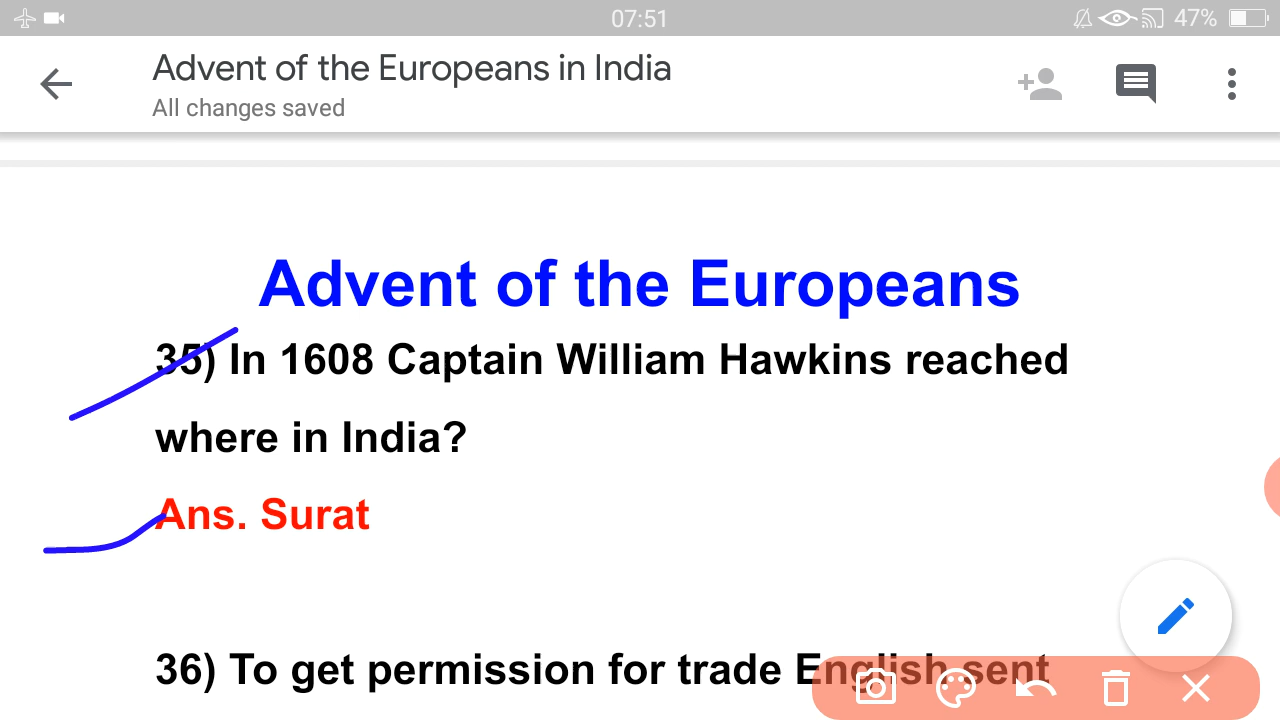 07:51
47%
Advent of the Europeans in India
All changes saved
Advent of the Europeans
35) In 1608 Captain William Hawkins reached
where in India?
Ans. Surat
36) To get permission for trade English sent